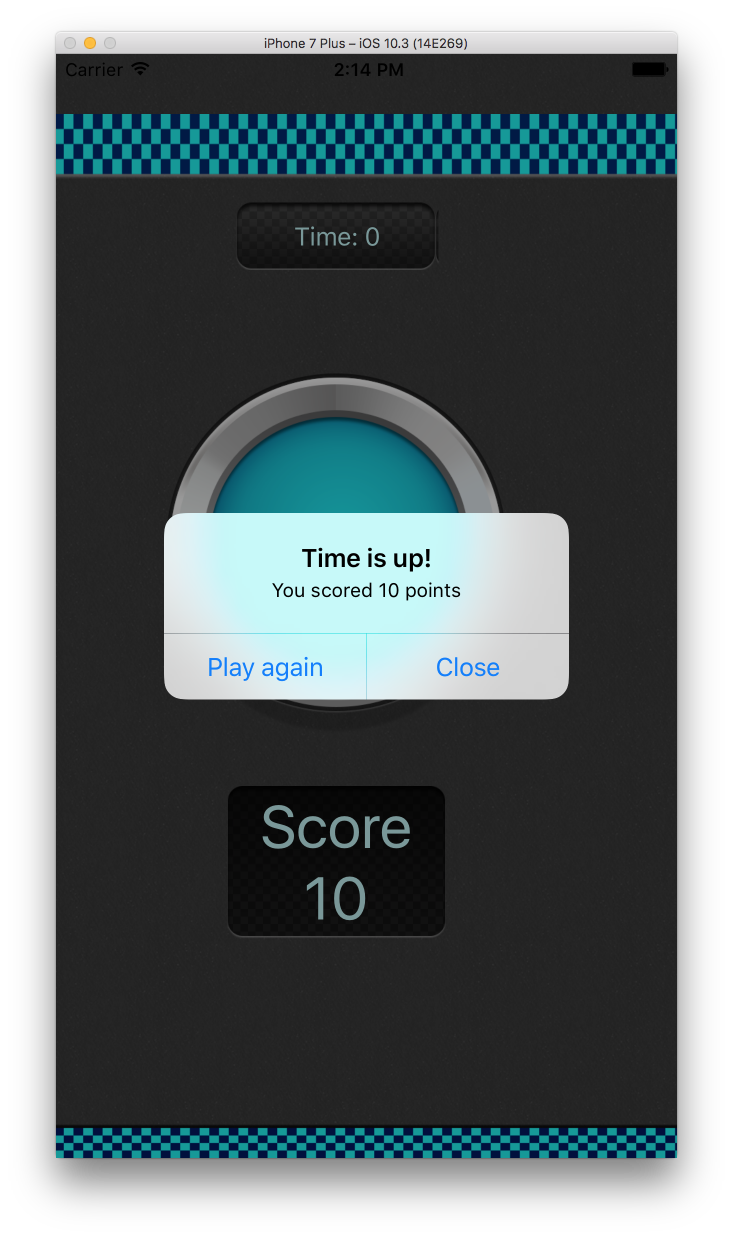 iPhone 7 Plus – iOS 10.3 (14E269)
Carrier 2:14 PM
Time: 0
Time is up!
You scored 10 points
Play again Close
Score
10